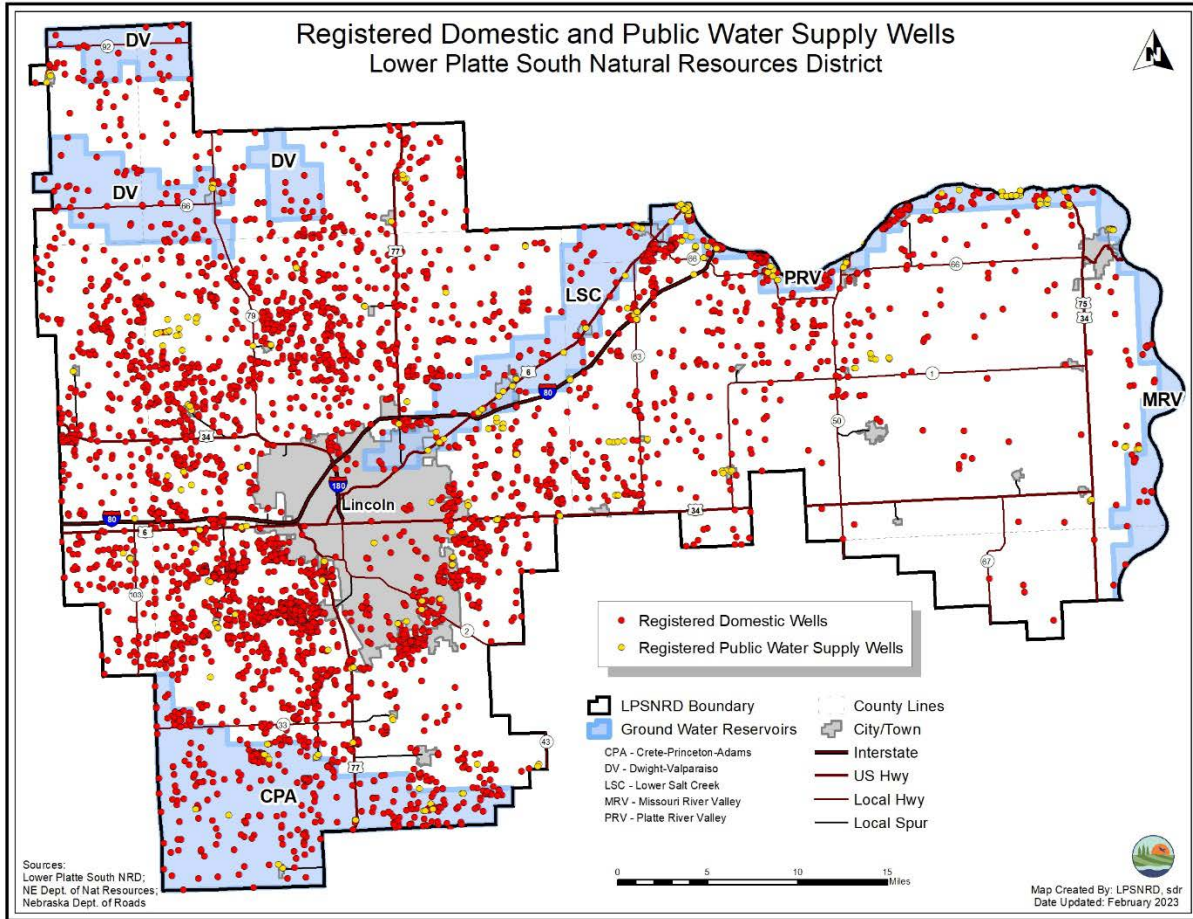 Registered Domestic and Public Water Supply Wells
Lower Platte South Natural Resources District
DV
92
DV
DV
66
77
79
LSC
66
PRV
66
75
34
6
63
80
1
MRV
50
34
180
Lincoln
80
6
34
103
67
2
33
43
77
CPA
Registered Domestic Wells
Registered Public Water Supply Wells
LPSNRD Boundary
Ground Water Reservoirs
CPA - Crete-Princeton-Adams
DV - Dwight-Valparaiso
LSC - Lower Salt Creek
MRV - Missouri River Valley
PRV - Platte River Valley
County Lines
City/Town
Interstate
US Hwy
Local Hwy
Local Spur
0 5 10 15
Miles
Sources:
Lower Platte South NRD;
NE Dept. of Nat Resources;
Nebraska Dept. of Roads
Map Created By: LPSNRD, sdr
Date Updated: February 2023